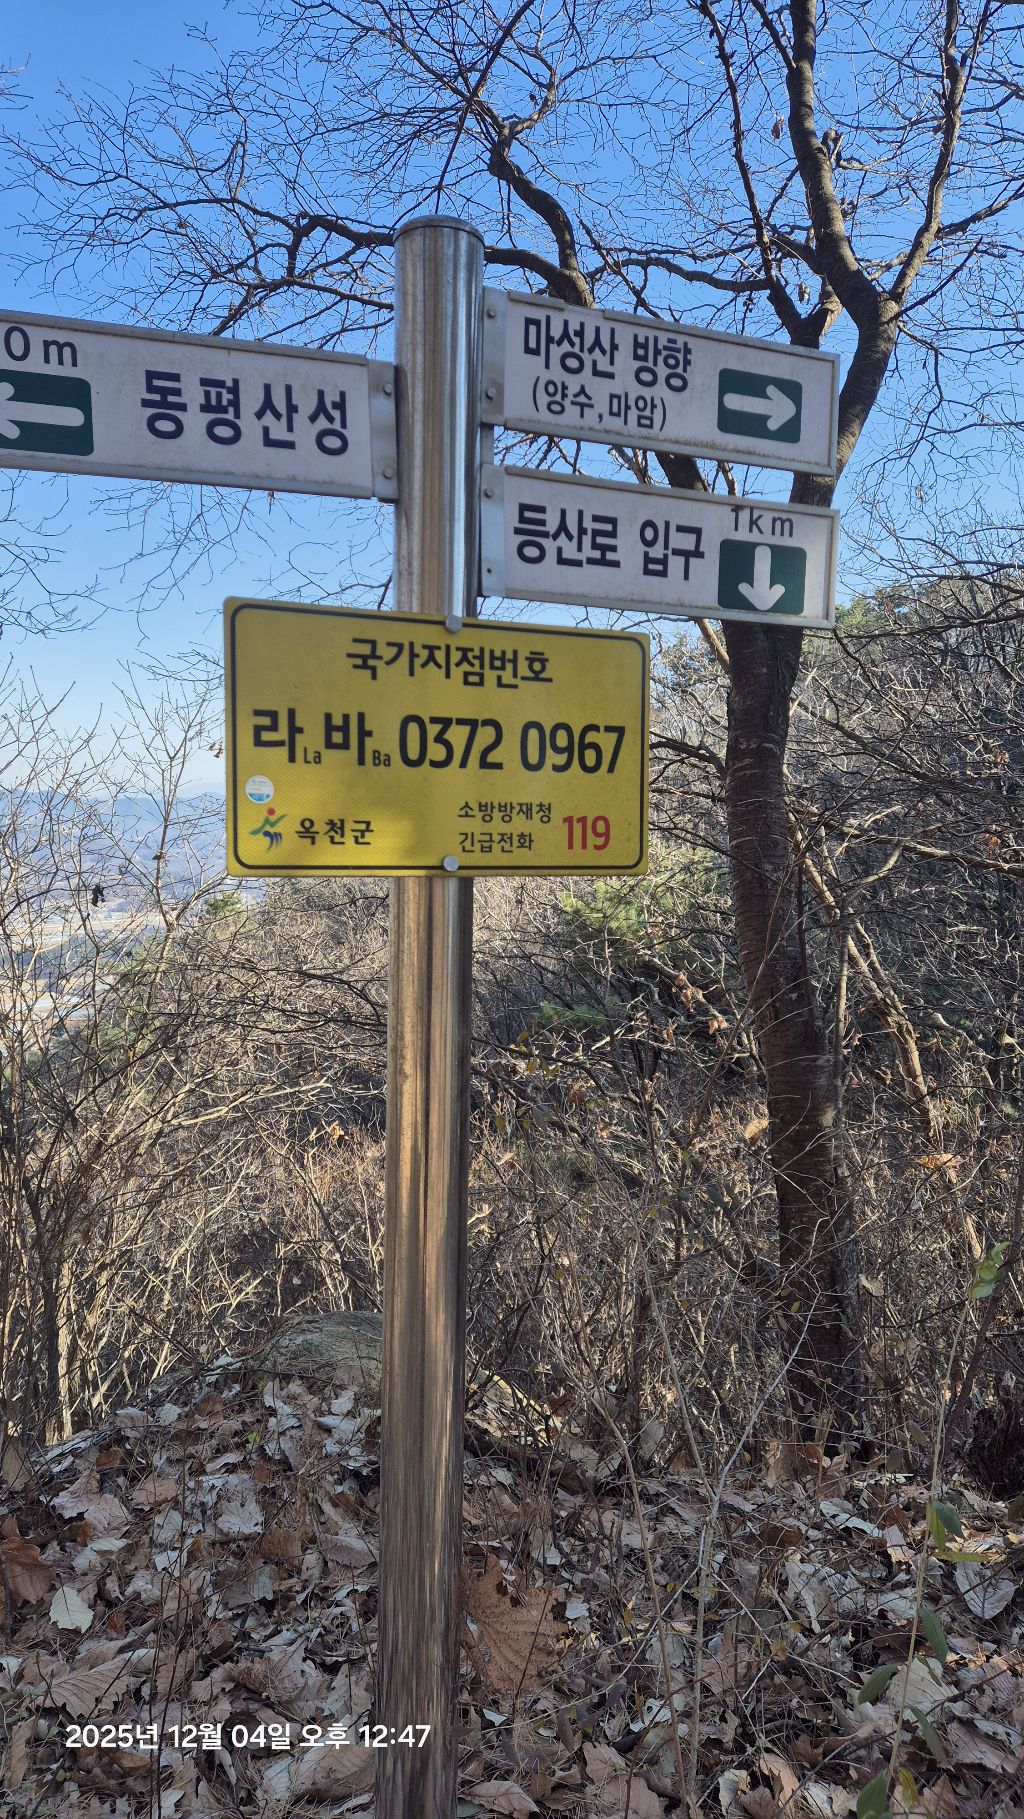 0m
동평산성
마성산 방향
(양수,마암)
등산로 입구
1km
국가지점번호
라La바Ba 0372 0967
옥천군
소방방재청
긴급전화 119
2025년 12월 04일 오후 12:47